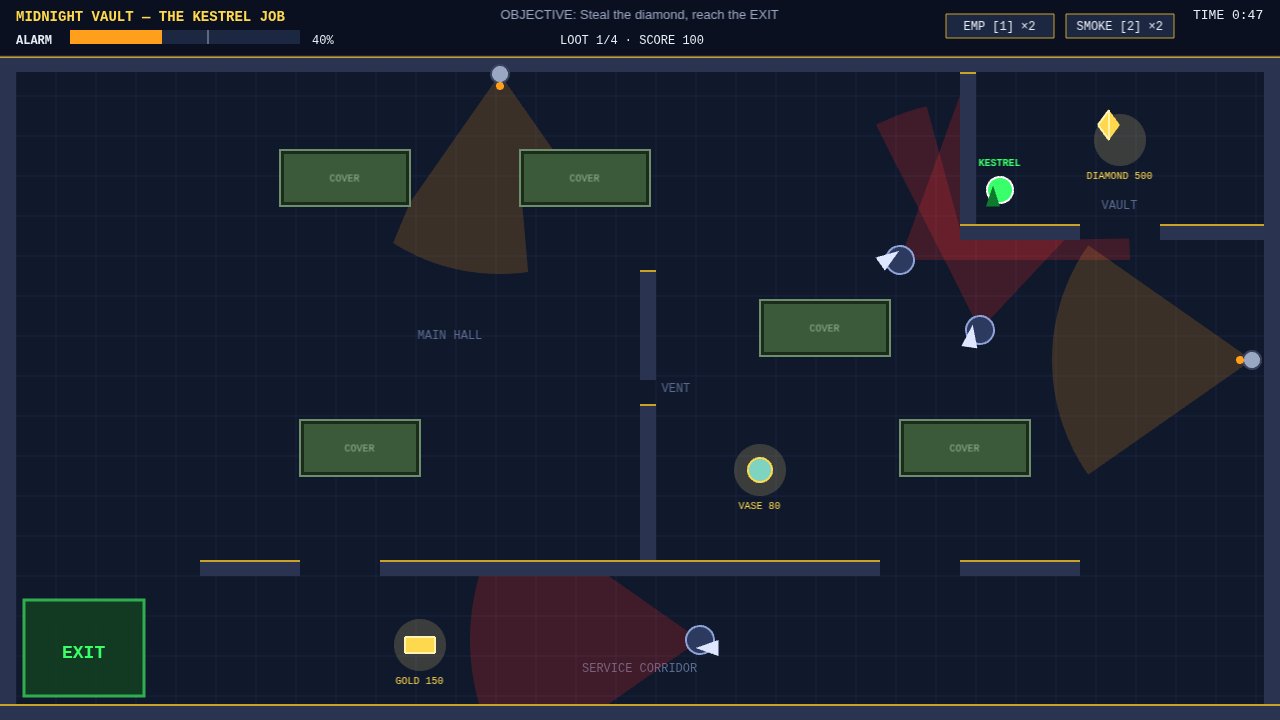 MIDNIGHT VAULT — THE KESTREL JOB
OBJECTIVE: Steal the diamond, reach the EXIT
EMP [1] ×2
SMOKE [2] ×2
TIME 0:47
ALARM
40%
LOOT 1/4 · SCORE 100
KESTREL
DIAMOND 500
COVER
COVER
VAULT
COVER
MAIN HALL
VENT
COVER
COVER
VASE 80
EXIT
SERVICE CORRIDOR
GOLD 150